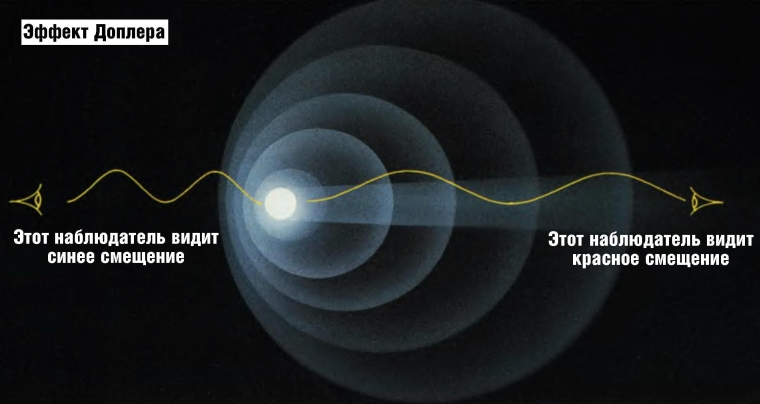 Эффект Доплера
Этот наблюдатель видит
синее смещение
Этот наблюдатель видит
красное смещение